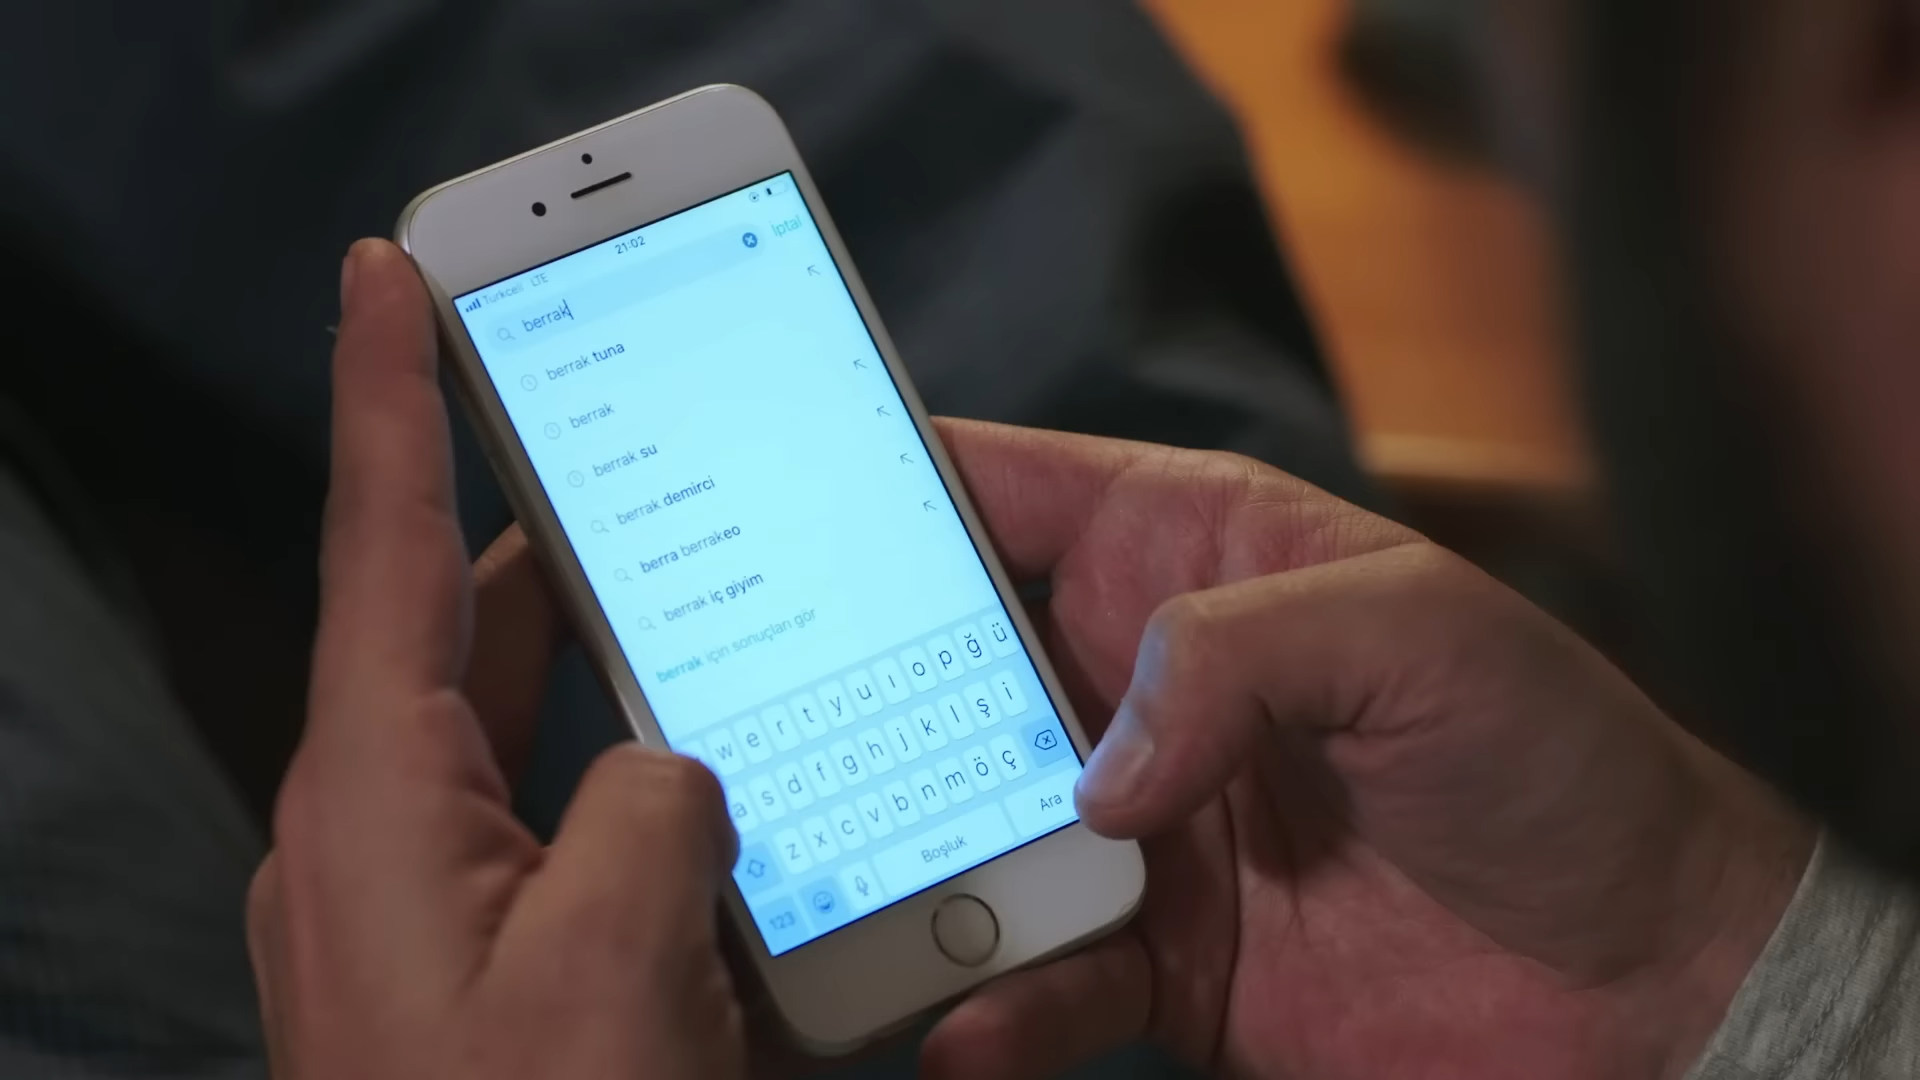 Turkcell LTE 21:02
berrak İptal
berrak tuna
berrak
berrak su
berrak demirci
berra berrakeo
berrak iç giyim
berrak için sonuçları gör
w e r t y u ı o p ğ ü
a s d f g h j k l ş i
z x c v b n m ö ç
123 Boşluk Ara